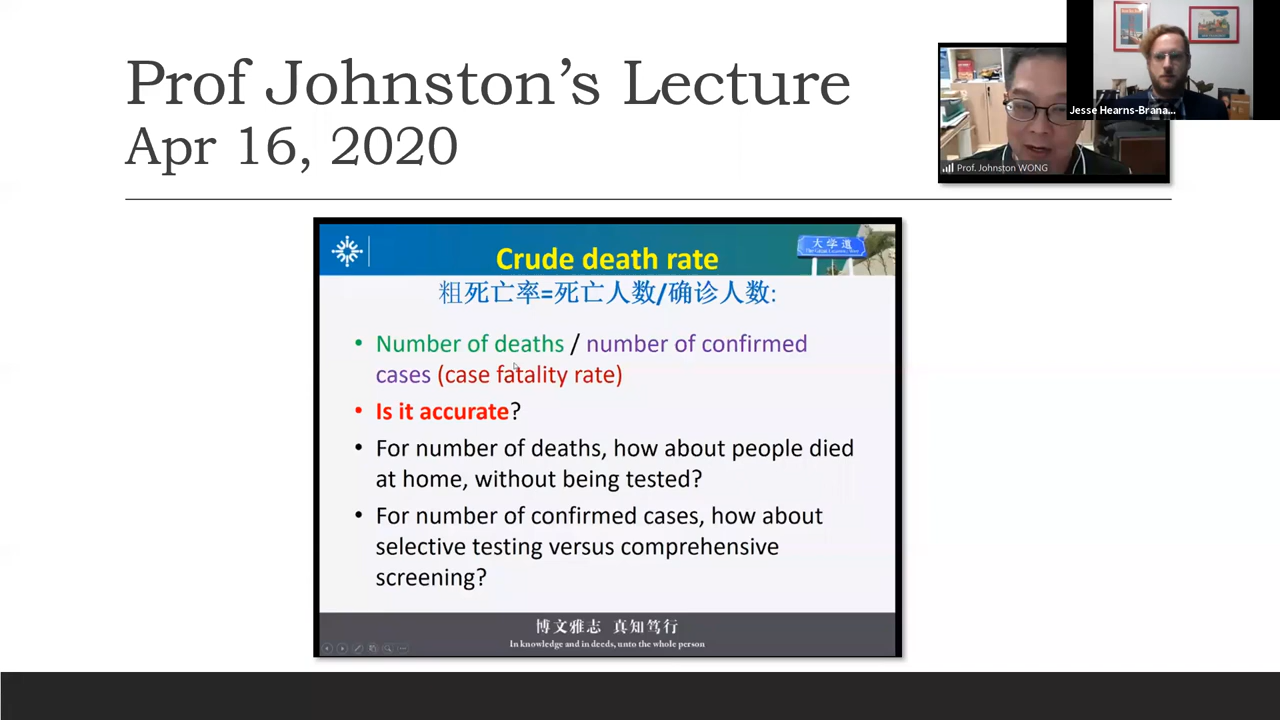 Prof Johnston's Lecture
Apr 16, 2020
Jesse Hearns-Brana...
Prof. Johnston WONG
大学道
Crude death rate
粗死亡率=死亡人数/确诊人数:
• Number of deaths / number of confirmed
cases (case fatality rate)
• Is it accurate?
• For number of deaths, how about people died
at home, without being tested?
• For number of confirmed cases, how about
selective testing versus comprehensive
screening?
博文雅志 真知笃行
In knowledge and in deeds, unto the whole person